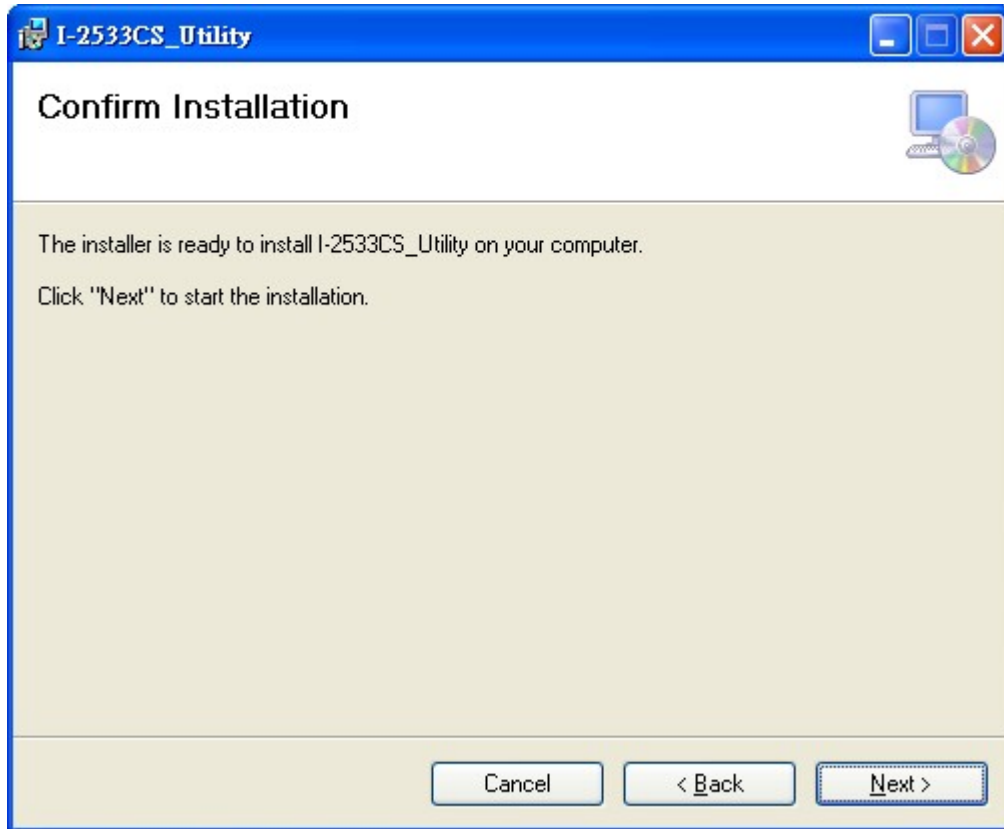 I-2533CS_Utility
Confirm Installation
The installer is ready to install I-2533CS_Utility on your computer.
Click "Next" to start the installation.
Cancel
< Back
Next >